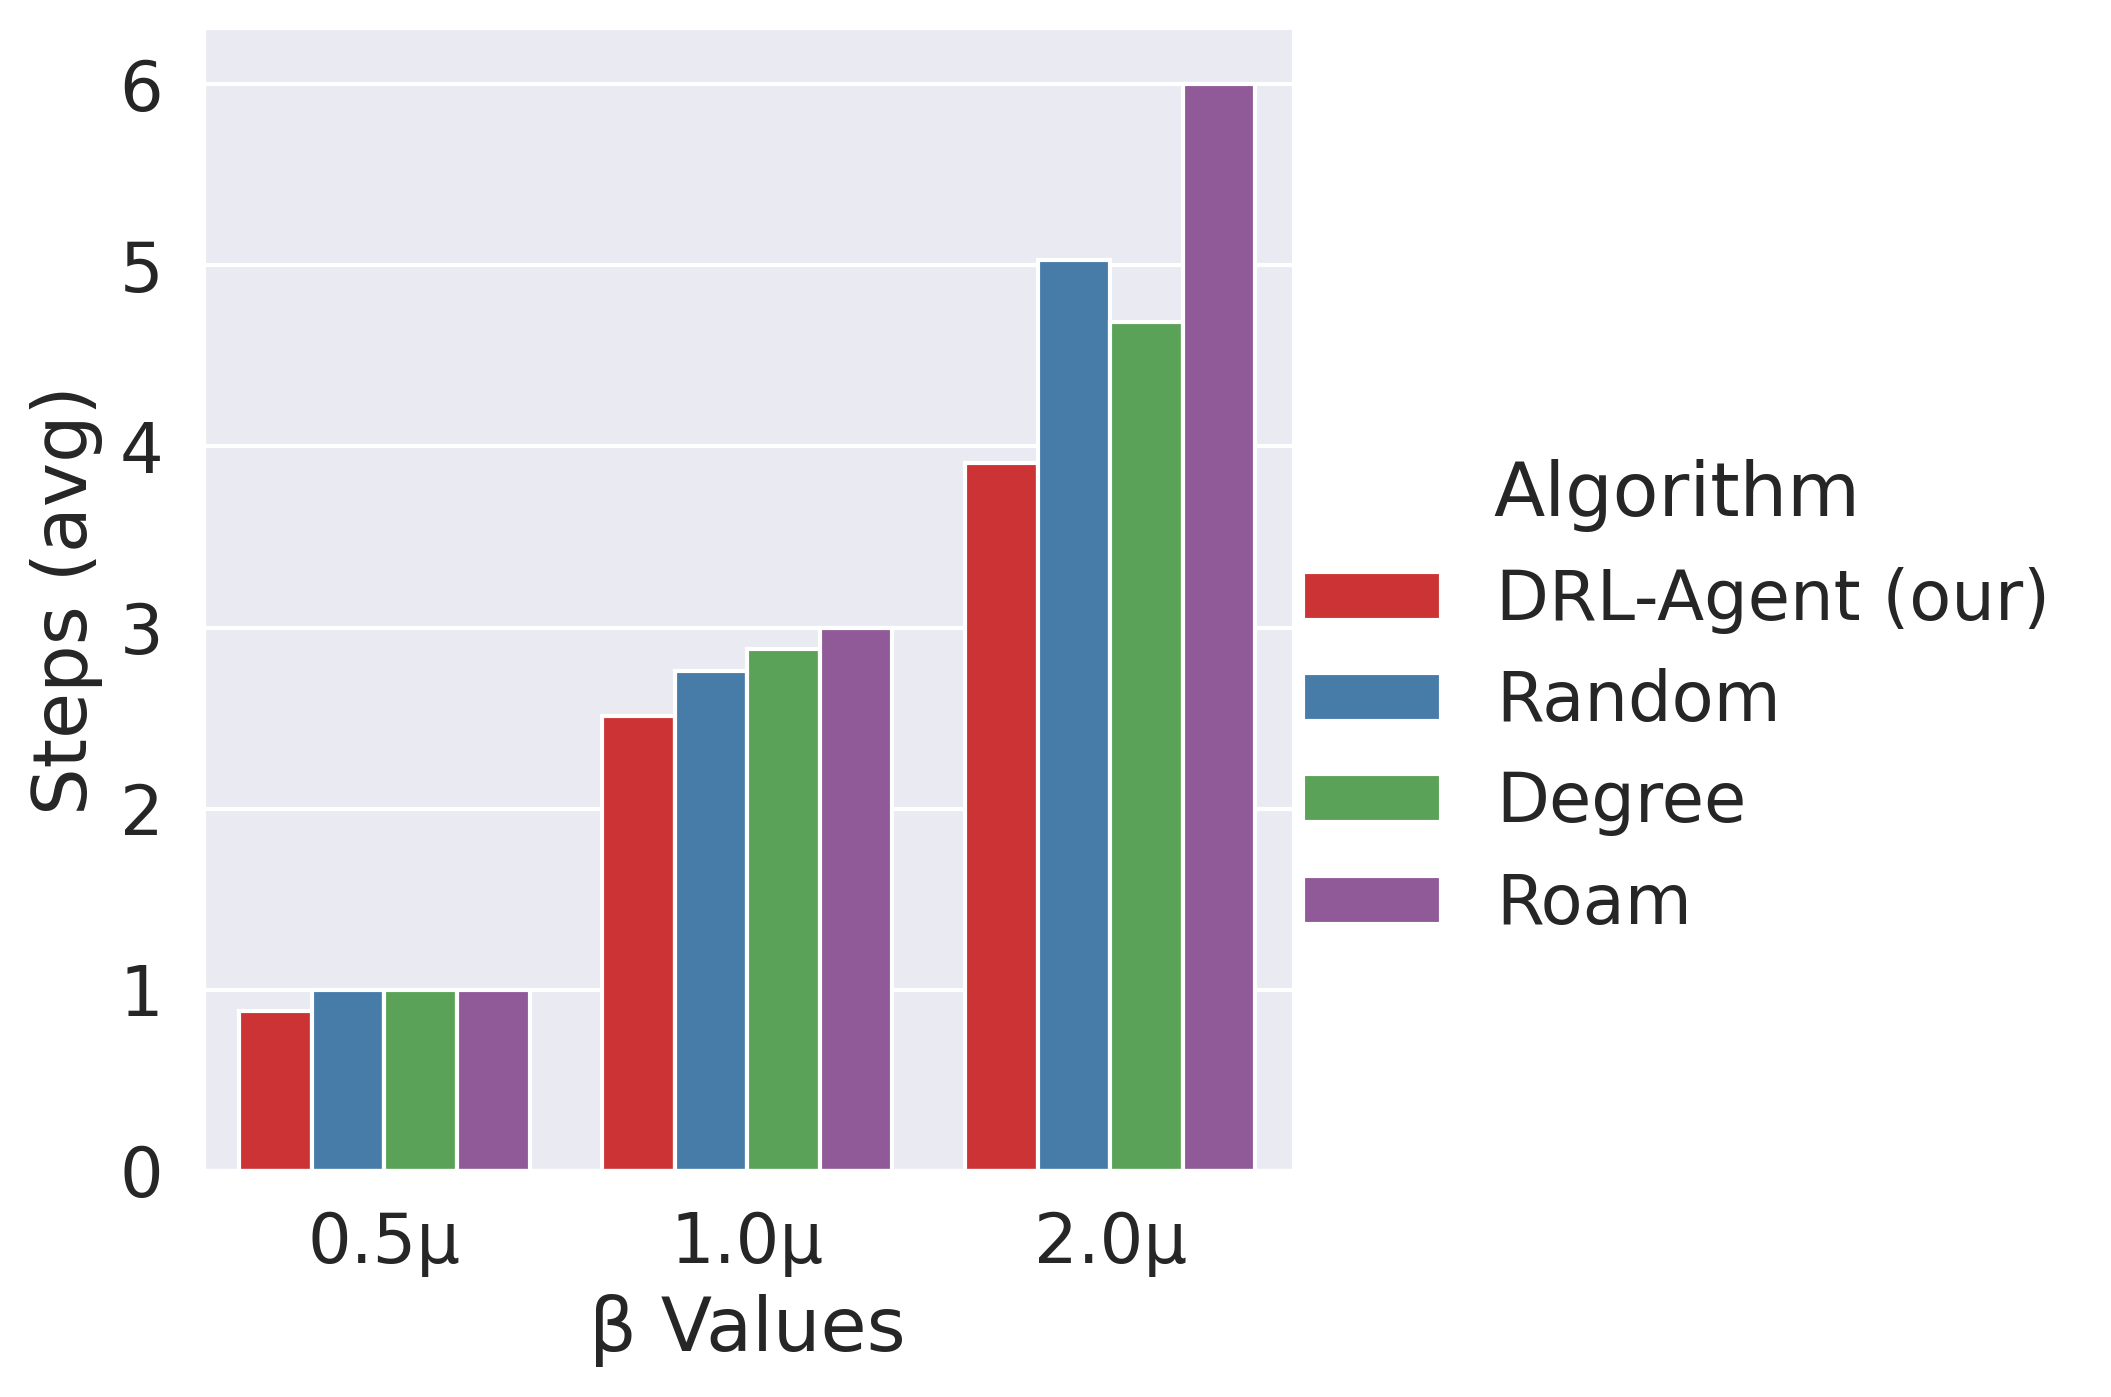 6
5
4
3
2
1
0
Steps (avg)
0.5μ 1.0μ 2.0μ
β Values
Algorithm
DRL-Agent (our)
Random
Degree
Roam